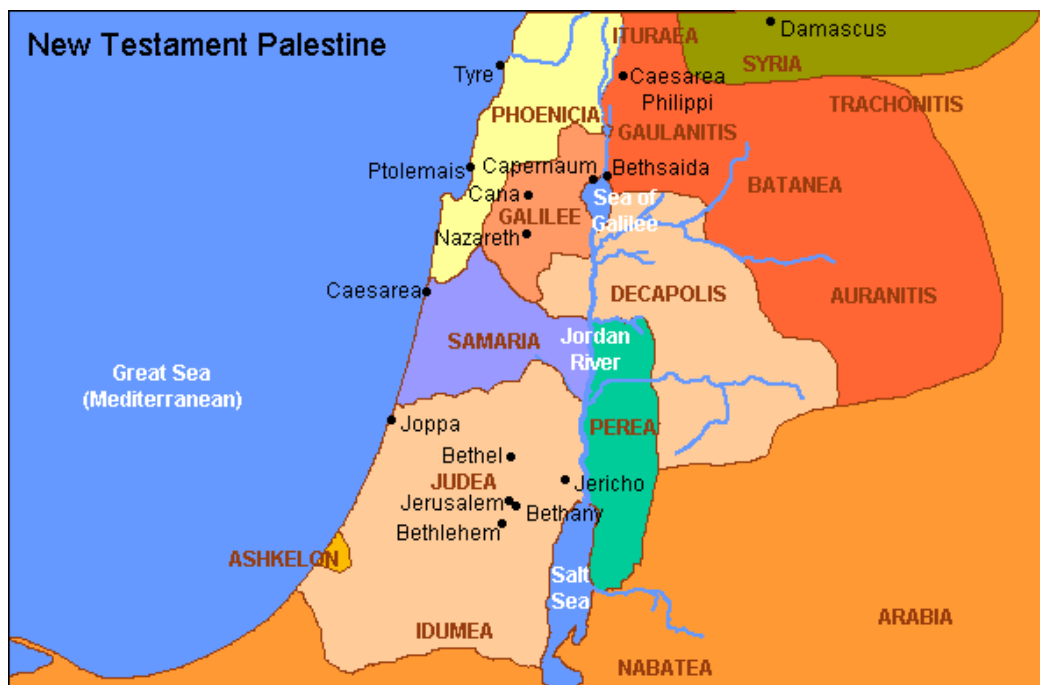 New Testament Palestine
Damascus
ITURAEA
SYRIA
Tyre
Caesarea
Philippi
TRACHONITIS
PHOENICIA
GAULANITIS
Ptolemais
Capernaum
Bethsaida
BATANEA
Cana
Sea of
Galilee
GALILEE
Nazareth
Caesarea
DECAPOLIS
AURANITIS
SAMARIA
Jordan
River
Great Sea
(Mediterranean)
Joppa
PEREA
Bethel
JUDEA
Jericho
Jerusalem
Bethany
Bethlehem
ASHKELON
Salt
Sea
ARABIA
IDUMEA
NABATEA